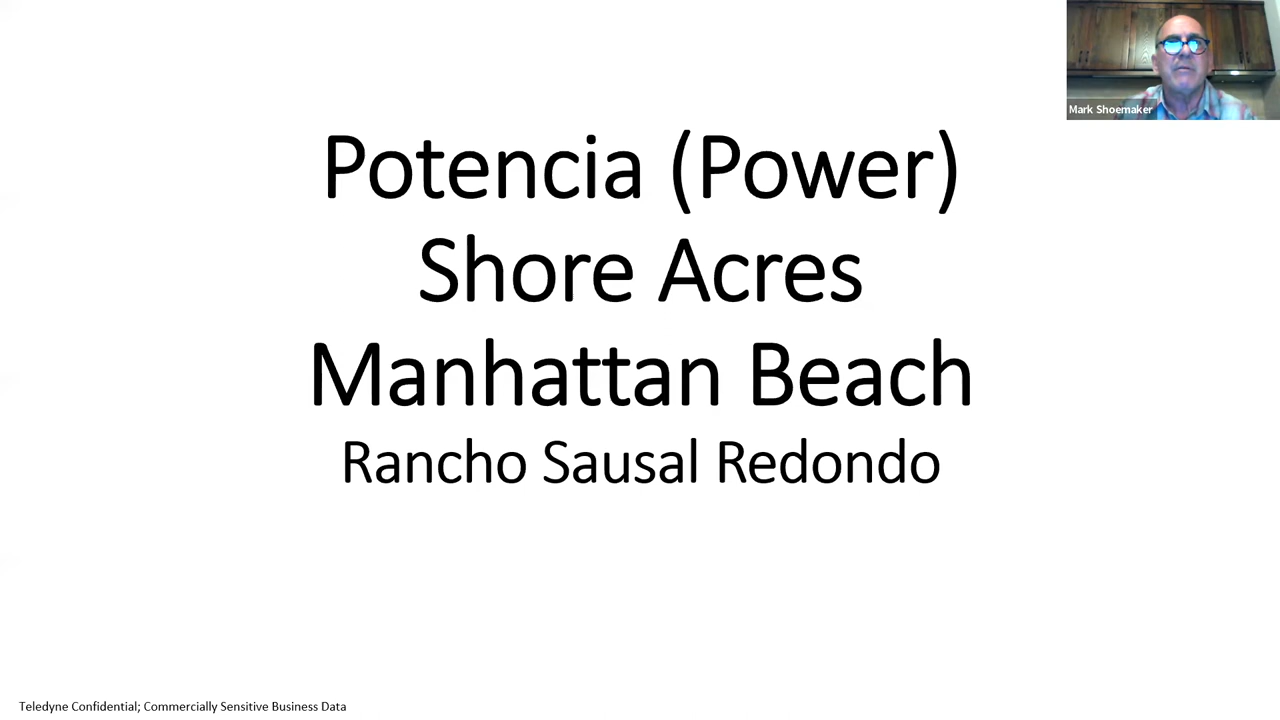 Mark Shoemaker
Potencia (Power)
Shore Acres
Manhattan Beach
Rancho Sausal Redondo
Teledyne Confidential; Commercially Sensitive Business Data